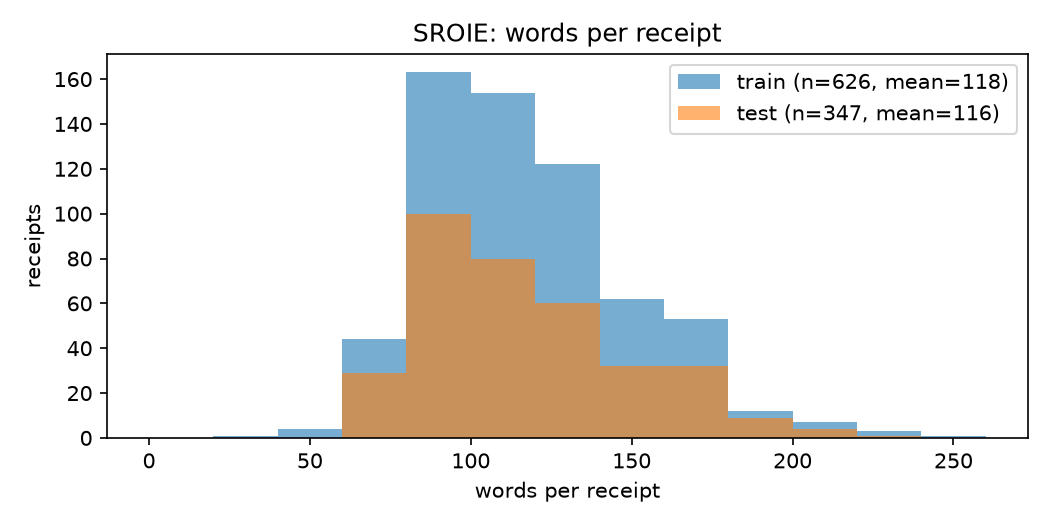 SROIE: words per receipt
train (n=626, mean=118)
test (n=347, mean=116)
receipts
160
140
120
100
80
60
40
20
0
0 50 100 150 200 250
words per receipt